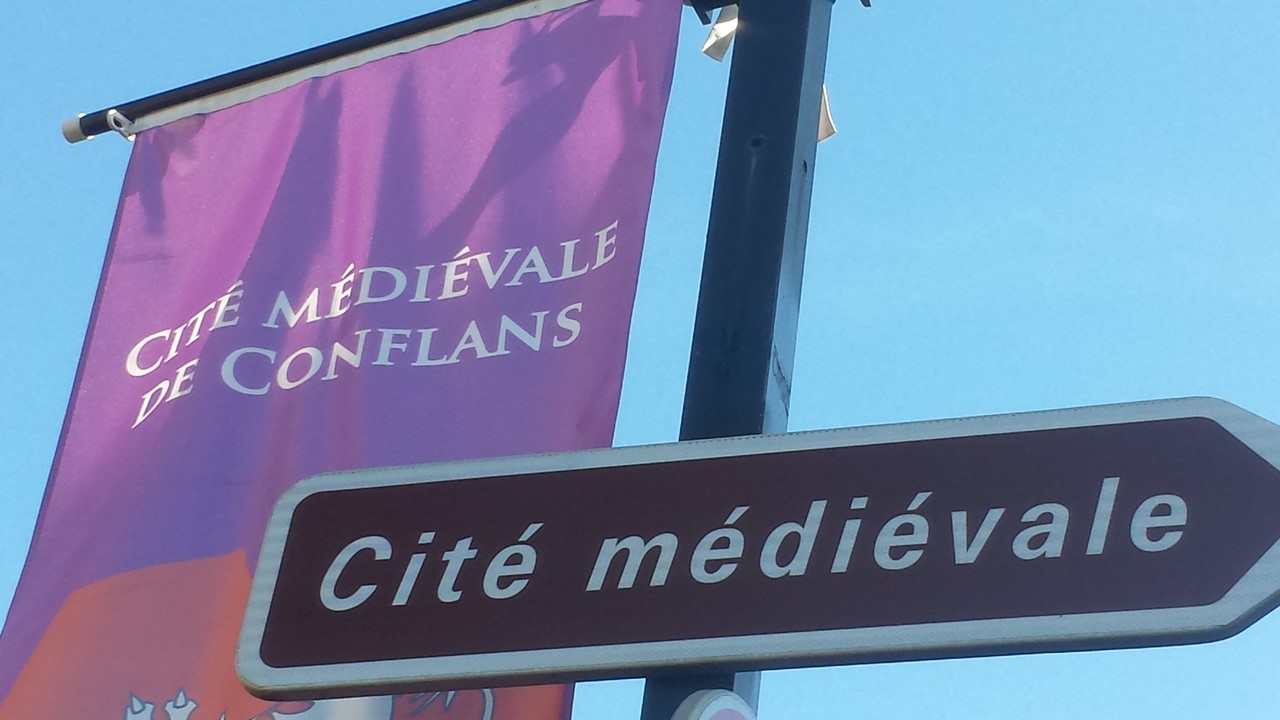 CITÉ MÉDIÉVALE
DE CONFLANS
Cité médiévale